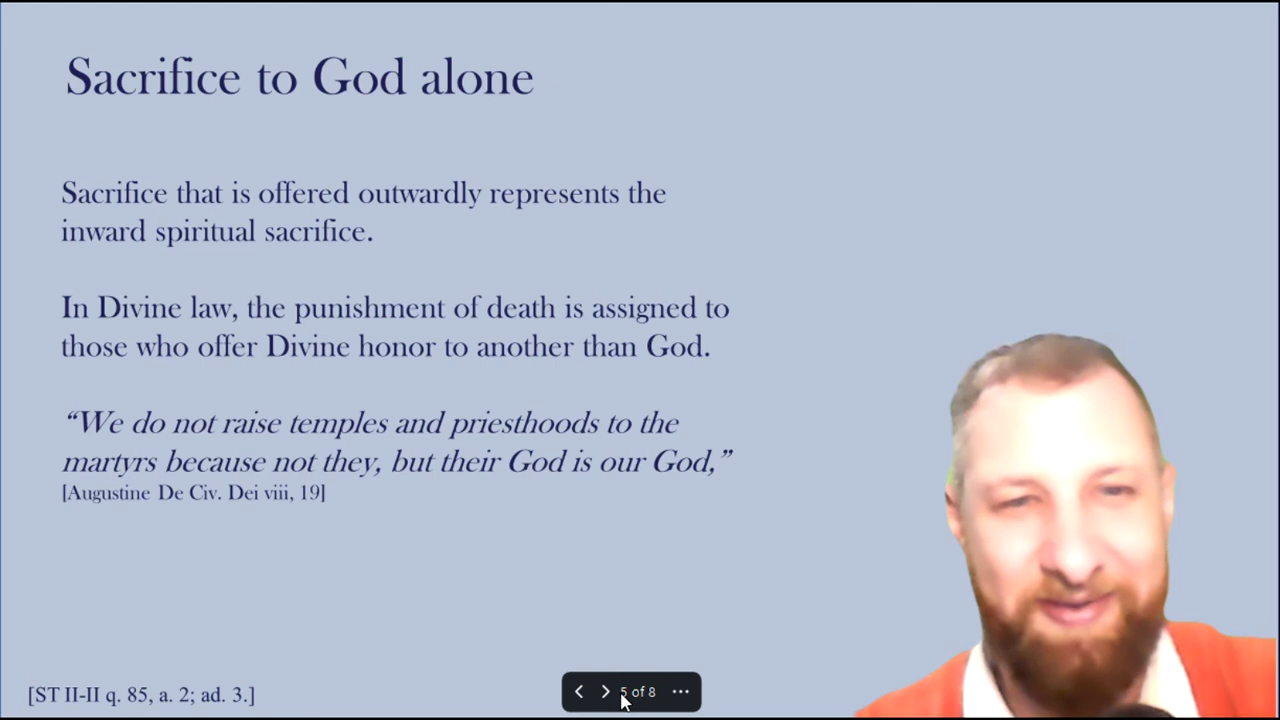 Sacrifice to God alone
Sacrifice that is offered outwardly represents the
inward spiritual sacrifice.
In Divine law, the punishment of death is assigned to
those who offer Divine honor to another than God.
“We do not raise temples and priesthoods to the
martyrs because not they, but their God is our God,”
[Augustine De Civ. Dei viii, 19]
[ST II-II q. 85, a. 2; ad. 3.]
5 of 8